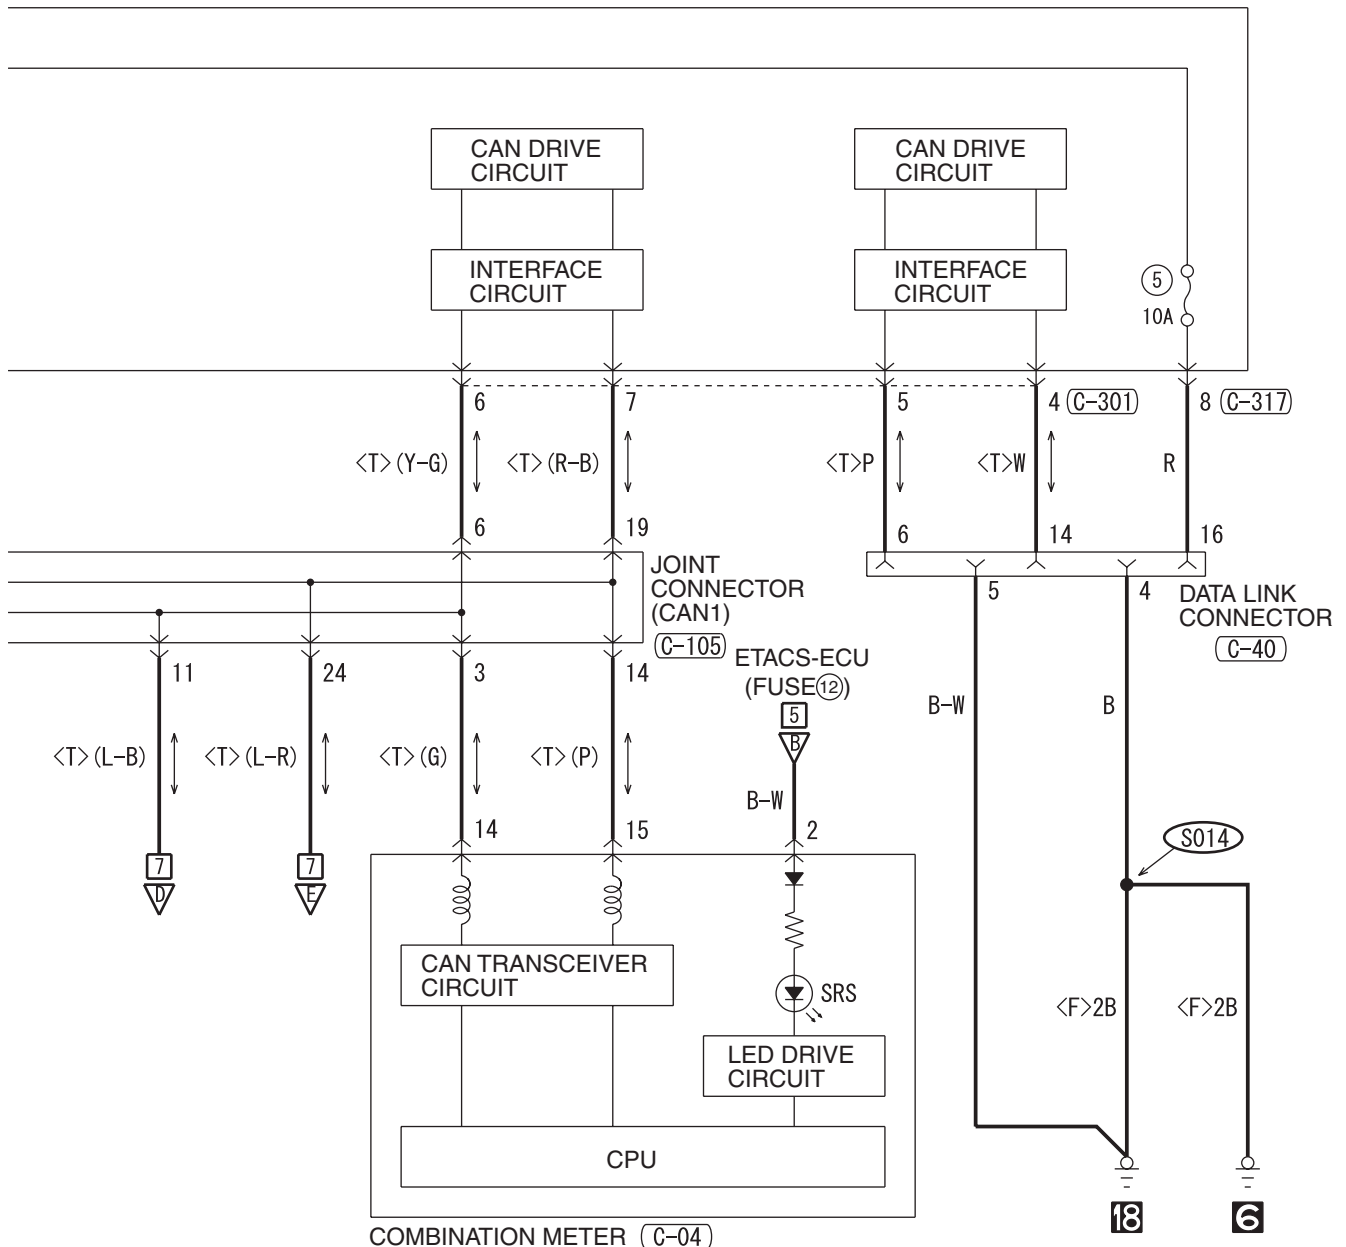 CAN DRIVE
CIRCUIT
CAN DRIVE
CIRCUIT
INTERFACE
CIRCUIT
INTERFACE
CIRCUIT
5
10A
6
7
5
4 (C-301)
8 (C-317)
<T>(Y-G)
<T>(R-B)
<T>P
<T>W
R
6
19
6
14
16
JOINT
CONNECTOR
(CAN1)
C-105
5
4
DATA LINK
CONNECTOR
C-40
11
24
3
14
ETACS-ECU
(FUSE⑫)
5
B
B-W
B
<T>(L-B)
<T>(L-R)
<T>(G)
<T>(P)
B-W
14
15
2
7
D
7
E
S014
CAN TRANSCEIVER
CIRCUIT
SRS
<F>2B
<F>2B
LED DRIVE
CIRCUIT
CPU
18
6
COMBINATION METER (C-04)